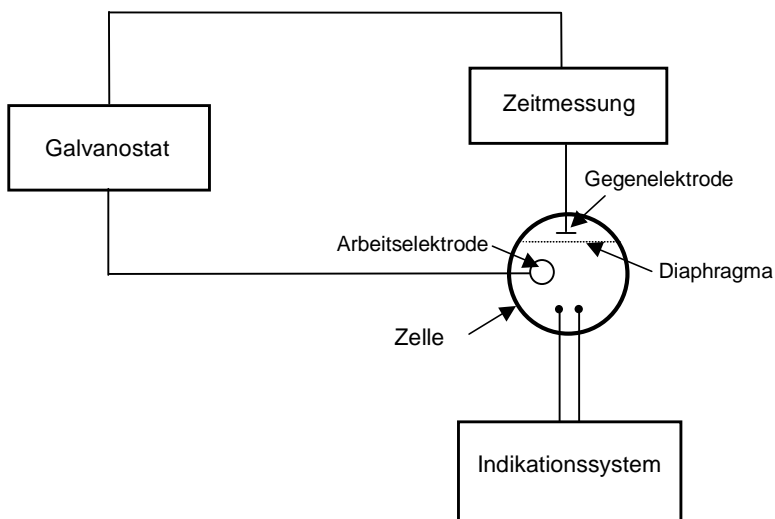 Zeitmessung
Galvanostat
Gegenelektrode
Arbeitselektrode
Diaphragma
Zelle
Indikationssystem